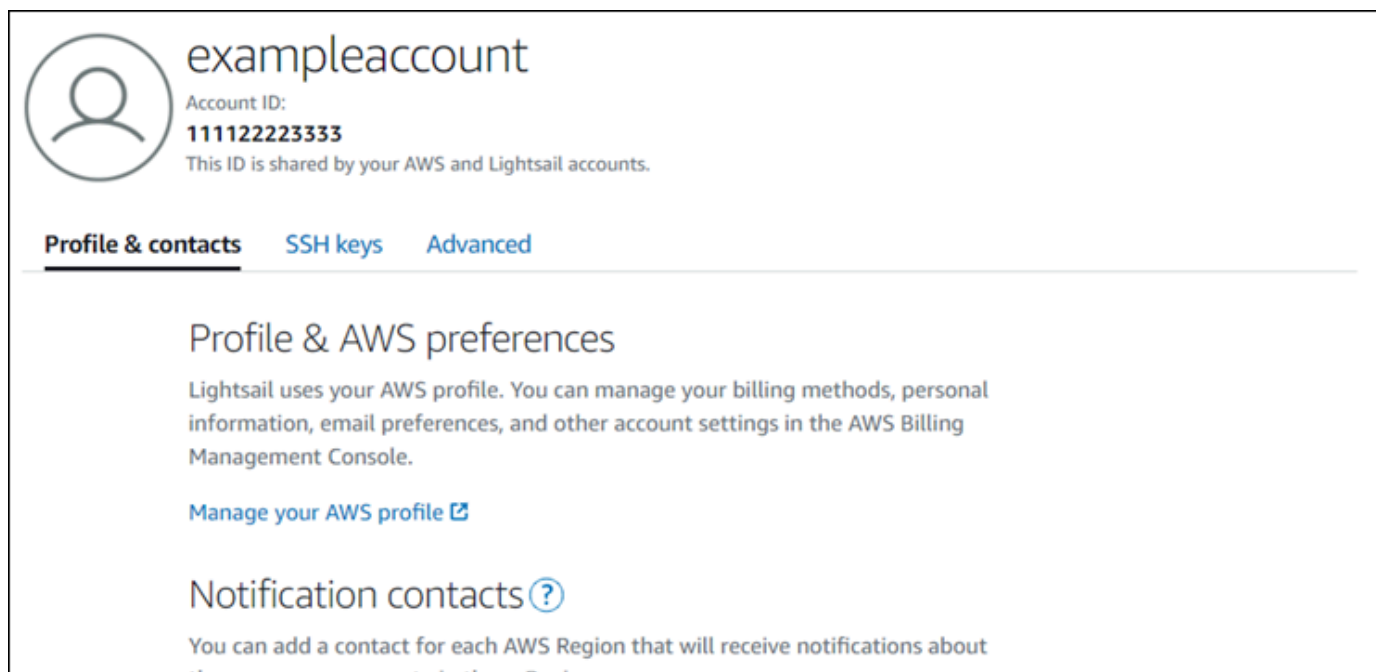 exampleaccount
Account ID:
111122223333
This ID is shared by your AWS and Lightsail accounts.
Profile & contacts SSH keys Advanced
Profile & AWS preferences
Lightsail uses your AWS profile. You can manage your billing methods, personal
information, email preferences, and other account settings in the AWS Billing
Management Console.
Manage your AWS profile
Notification contacts ?
You can add a contact for each AWS Region that will receive notifications about